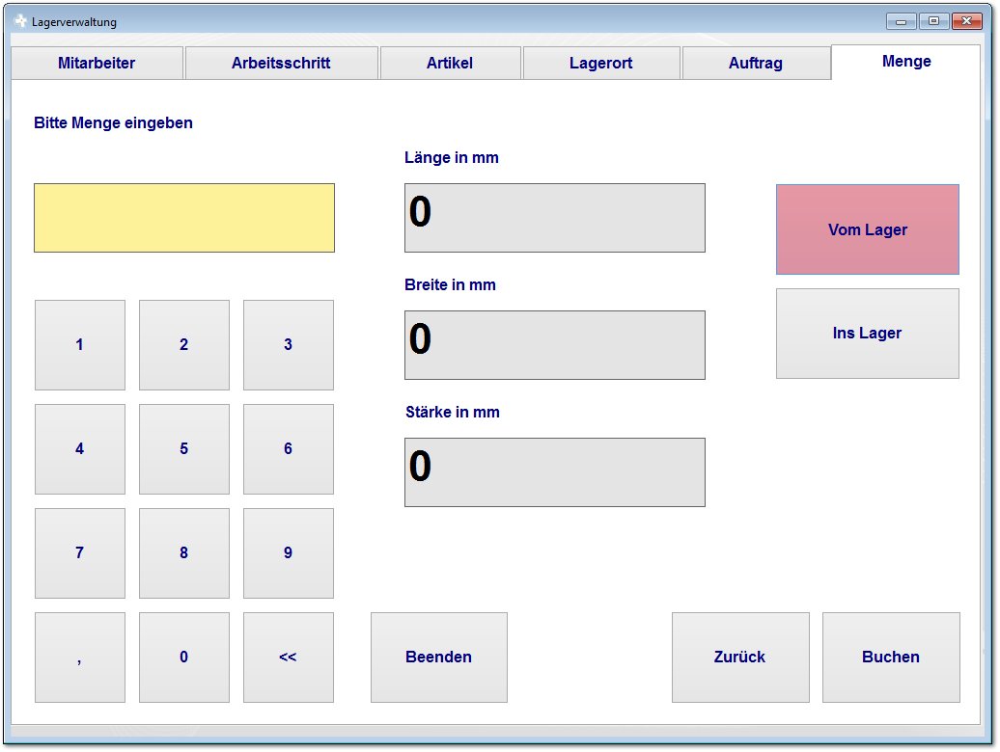 Lagerverwaltung
Mitarbeiter Arbeitsschritt Artikel Lagerort Auftrag Menge
Bitte Menge eingeben
Länge in mm
0
Vom Lager
Breite in mm
0
Ins Lager
1 2 3
Stärke in mm
0
4 5 6
7 8 9
, 0 << Beenden Zurück Buchen